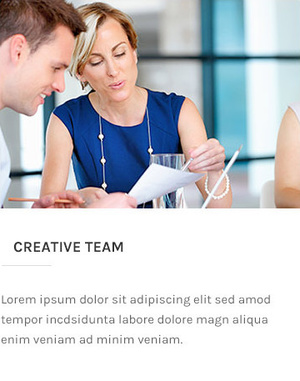 CREATIVE TEAM
Lorem ipsum dolor sit adipiscing elit sed amod
tempor incdsidunta labore dolore magn aliqua
enim veniam ad minim veniam.